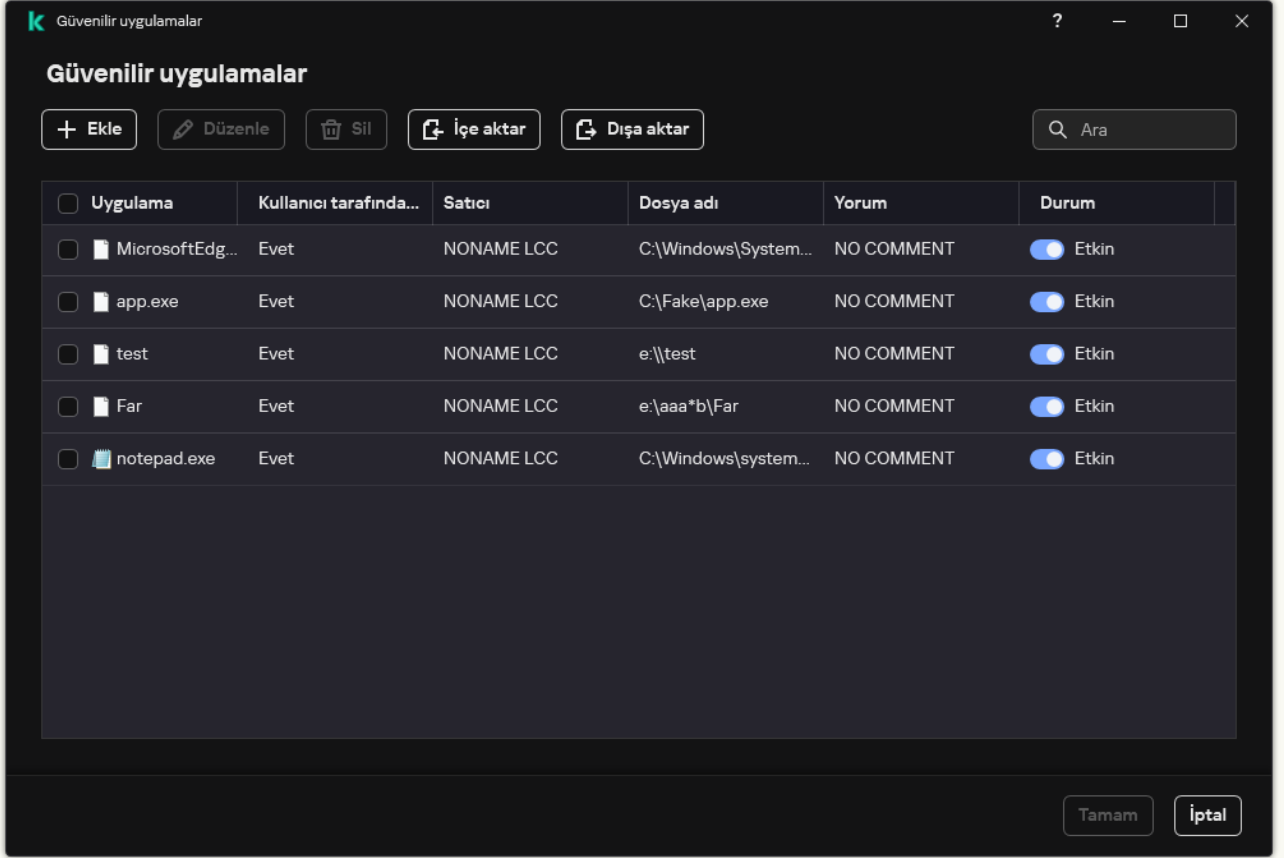 Güvenilir uygulamalar ?
Güvenilir uygulamalar
Ekle Düzenle Sil İçe aktar Dışa aktar Ara
Uygulama Kullanıcı tarafında... Satıcı Dosya adı Yorum Durum
MicrosoftEdg... Evet NONAME LCC C:\Windows\System... NO COMMENT Etkin
app.exe Evet NONAME LCC C:\Fake\app.exe NO COMMENT Etkin
test Evet NONAME LCC e:\\test NO COMMENT Etkin
Far Evet NONAME LCC e:\aaa*b\Far NO COMMENT Etkin
notepad.exe Evet NONAME LCC C:\Windows\system... NO COMMENT Etkin
Tamam İptal